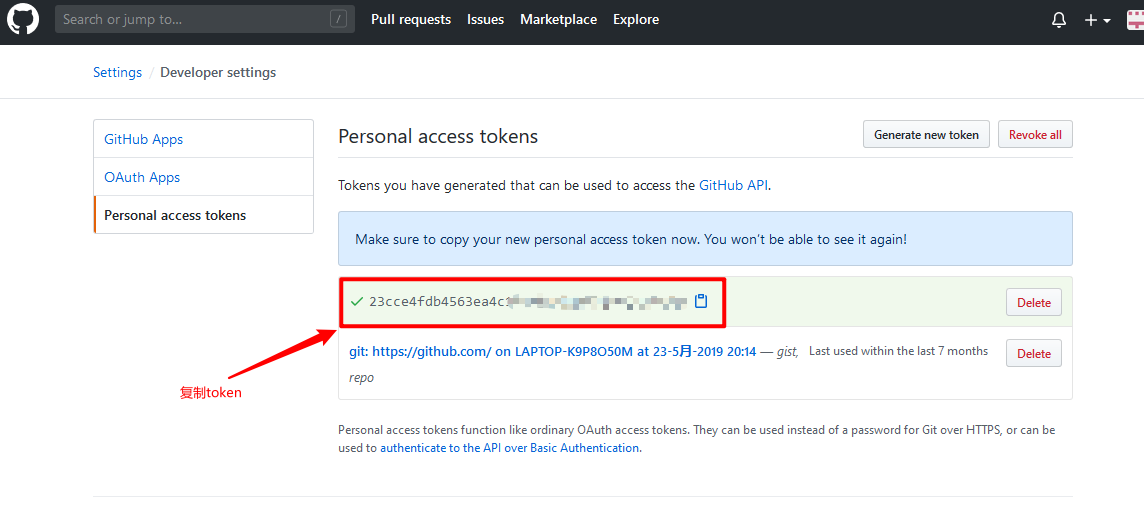 Search or jump to... /
Pull requests Issues Marketplace Explore
Settings / Developer settings
GitHub Apps
OAuth Apps
Personal access tokens
Personal access tokens
Generate new token Revoke all
Tokens you have generated that can be used to access the GitHub API.
Make sure to copy your new personal access token now. You won't be able to see it again!
23cce4fdb4563ea4c
Delete
git: https://github.com/ on LAPTOP-K9P8O50M at 23-5月-2019 20:14 — gist, Last used within the last 7 months
Delete
repo
复制token
Personal access tokens function like ordinary OAuth access tokens. They can be used instead of a password for Git over HTTPS, or can be
used to authenticate to the API over Basic Authentication.